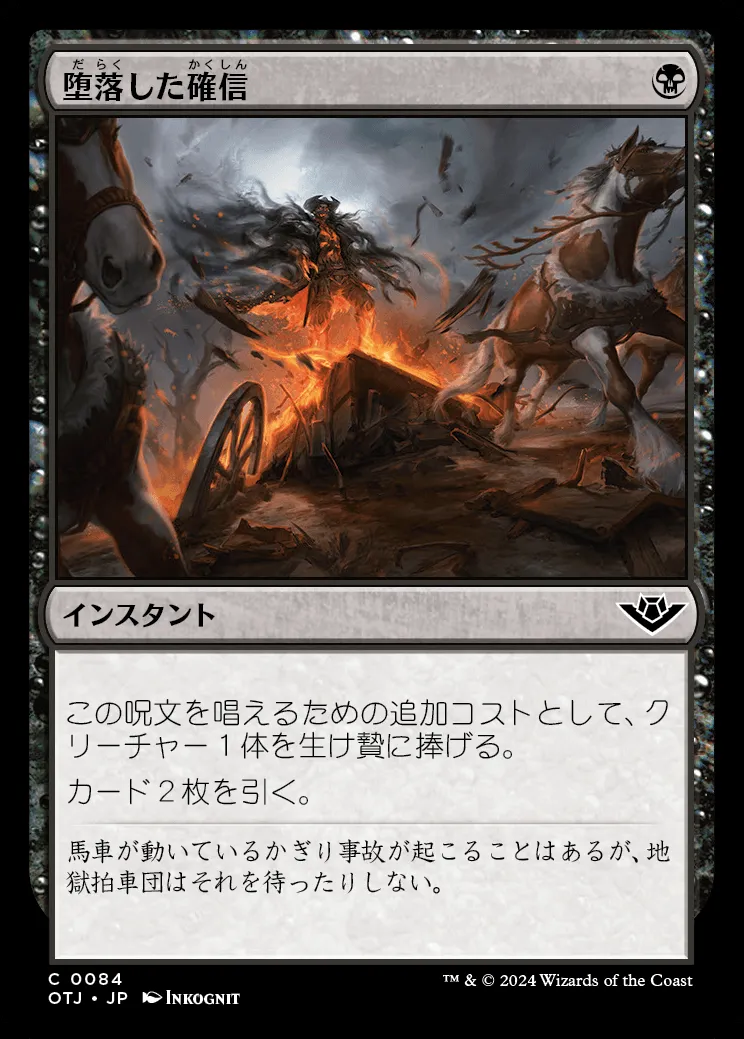 だらく かくしん
堕落した確信
インスタント
この呪文を唱えるための追加コストとして、ク
リーチャー１体を生け贄に捧げる。
カード２枚を引く。
馬車が動いているかぎり事故が起こることはあるが、地
獄拍車団はそれを待ったりしない。
C 0084
™ & © 2024 Wizards of the Coast
OTJ • JP INKOGNIT